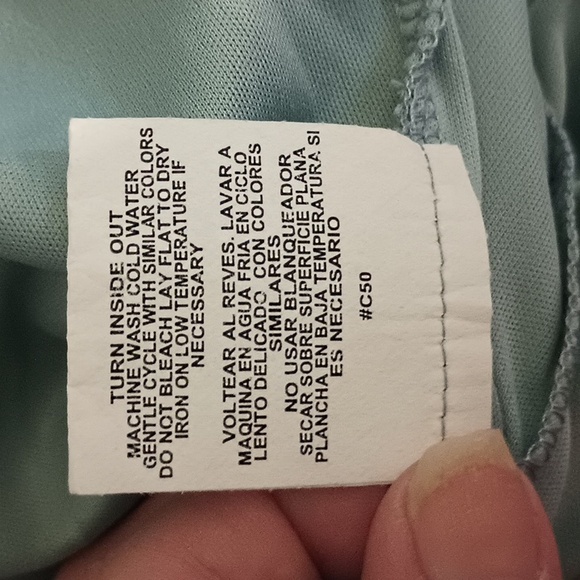 TURN INSIDE OUT
MACHINE WASH COLD WATER
GENTLE CYCLE WITH SIMILAR COLORS
DO NOT BLEACH LAY FLAT TO DRY
IRON ON LOW TEMPERATURE IF
NECESSARY
VOLTEAR AL REVES. LAVAR A
MAQUINA EN AGUA FRIA EN CICLO
LENTO DELICADO CON COLORES
SIMILARES
NO USAR BLANQUEADOR
SECAR SOBRE SUPERFICIE PLANA
PLANCHA EN BAJA TEMPERATURA SI
ES NECESARIO
#C50